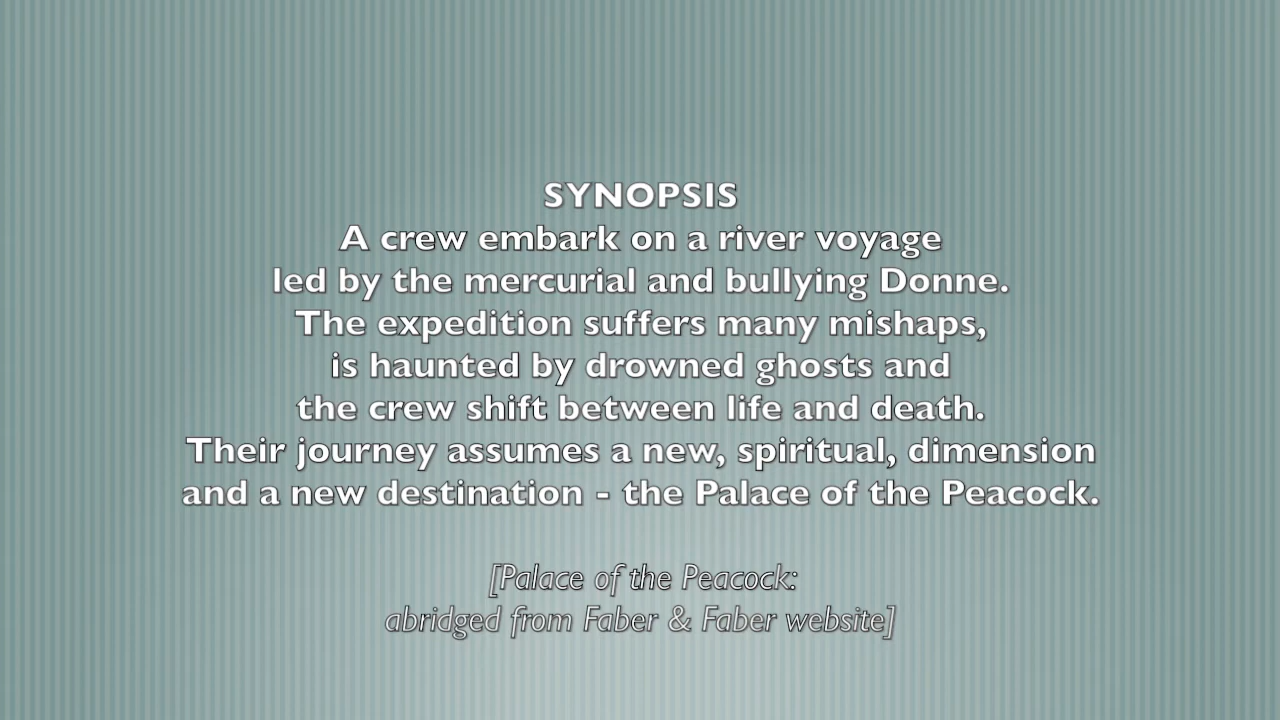 SYNOPSIS
A crew embark on a river voyage
led by the mercurial and bullying Donne.
The expedition suffers many mishaps,
is haunted by drowned ghosts and
the crew shift between life and death.
Their journey assumes a new, spiritual, dimension
and a new destination - the Palace of the Peacock.
[Palace of the Peacock:
abridged from Faber & Faber website]